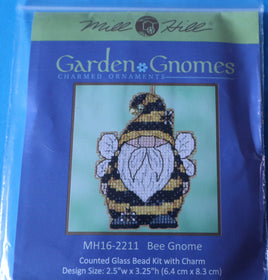 Mill Hill
Garden Gnomes
CHARMED ORNAMENTS
MH16-2211 Bee Gnome
Counted Glass Bead Kit with Charm
Design Size: 2.5"w x 3.25"h (6.4 cm x 8.3 cm)